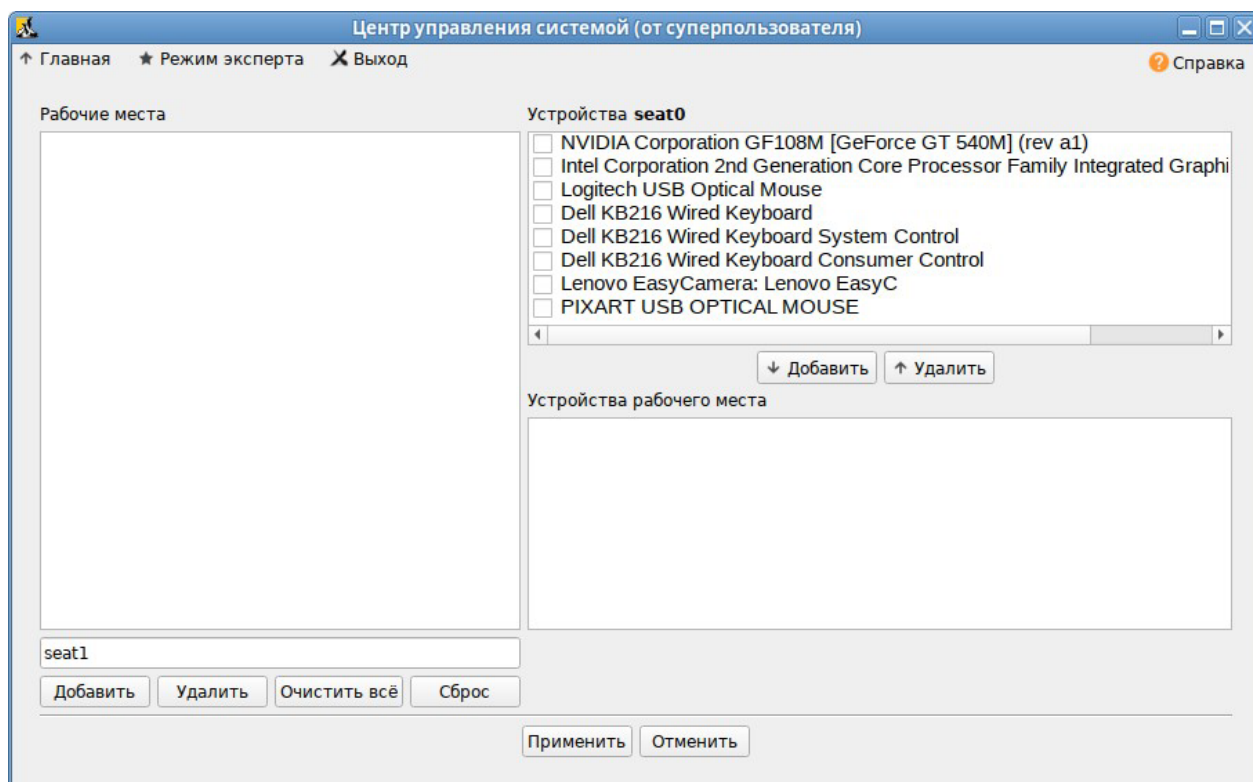 Центр управления системой (от суперпользователя)
Главная Режим эксперта Выход Справка
Рабочие места
Устройства seat0
NVIDIA Corporation GF108M [GeForce GT 540M] (rev a1)
Intel Corporation 2nd Generation Core Processor Family Integrated Graphi
Logitech USB Optical Mouse
Dell KB216 Wired Keyboard
Dell KB216 Wired Keyboard System Control
Dell KB216 Wired Keyboard Consumer Control
Lenovo EasyCamera: Lenovo EasyC
PIXART USB OPTICAL MOUSE
Добавить Удалить
Устройства рабочего места
seat1
Добавить Удалить Очистить всё Сброс
Применить Отменить